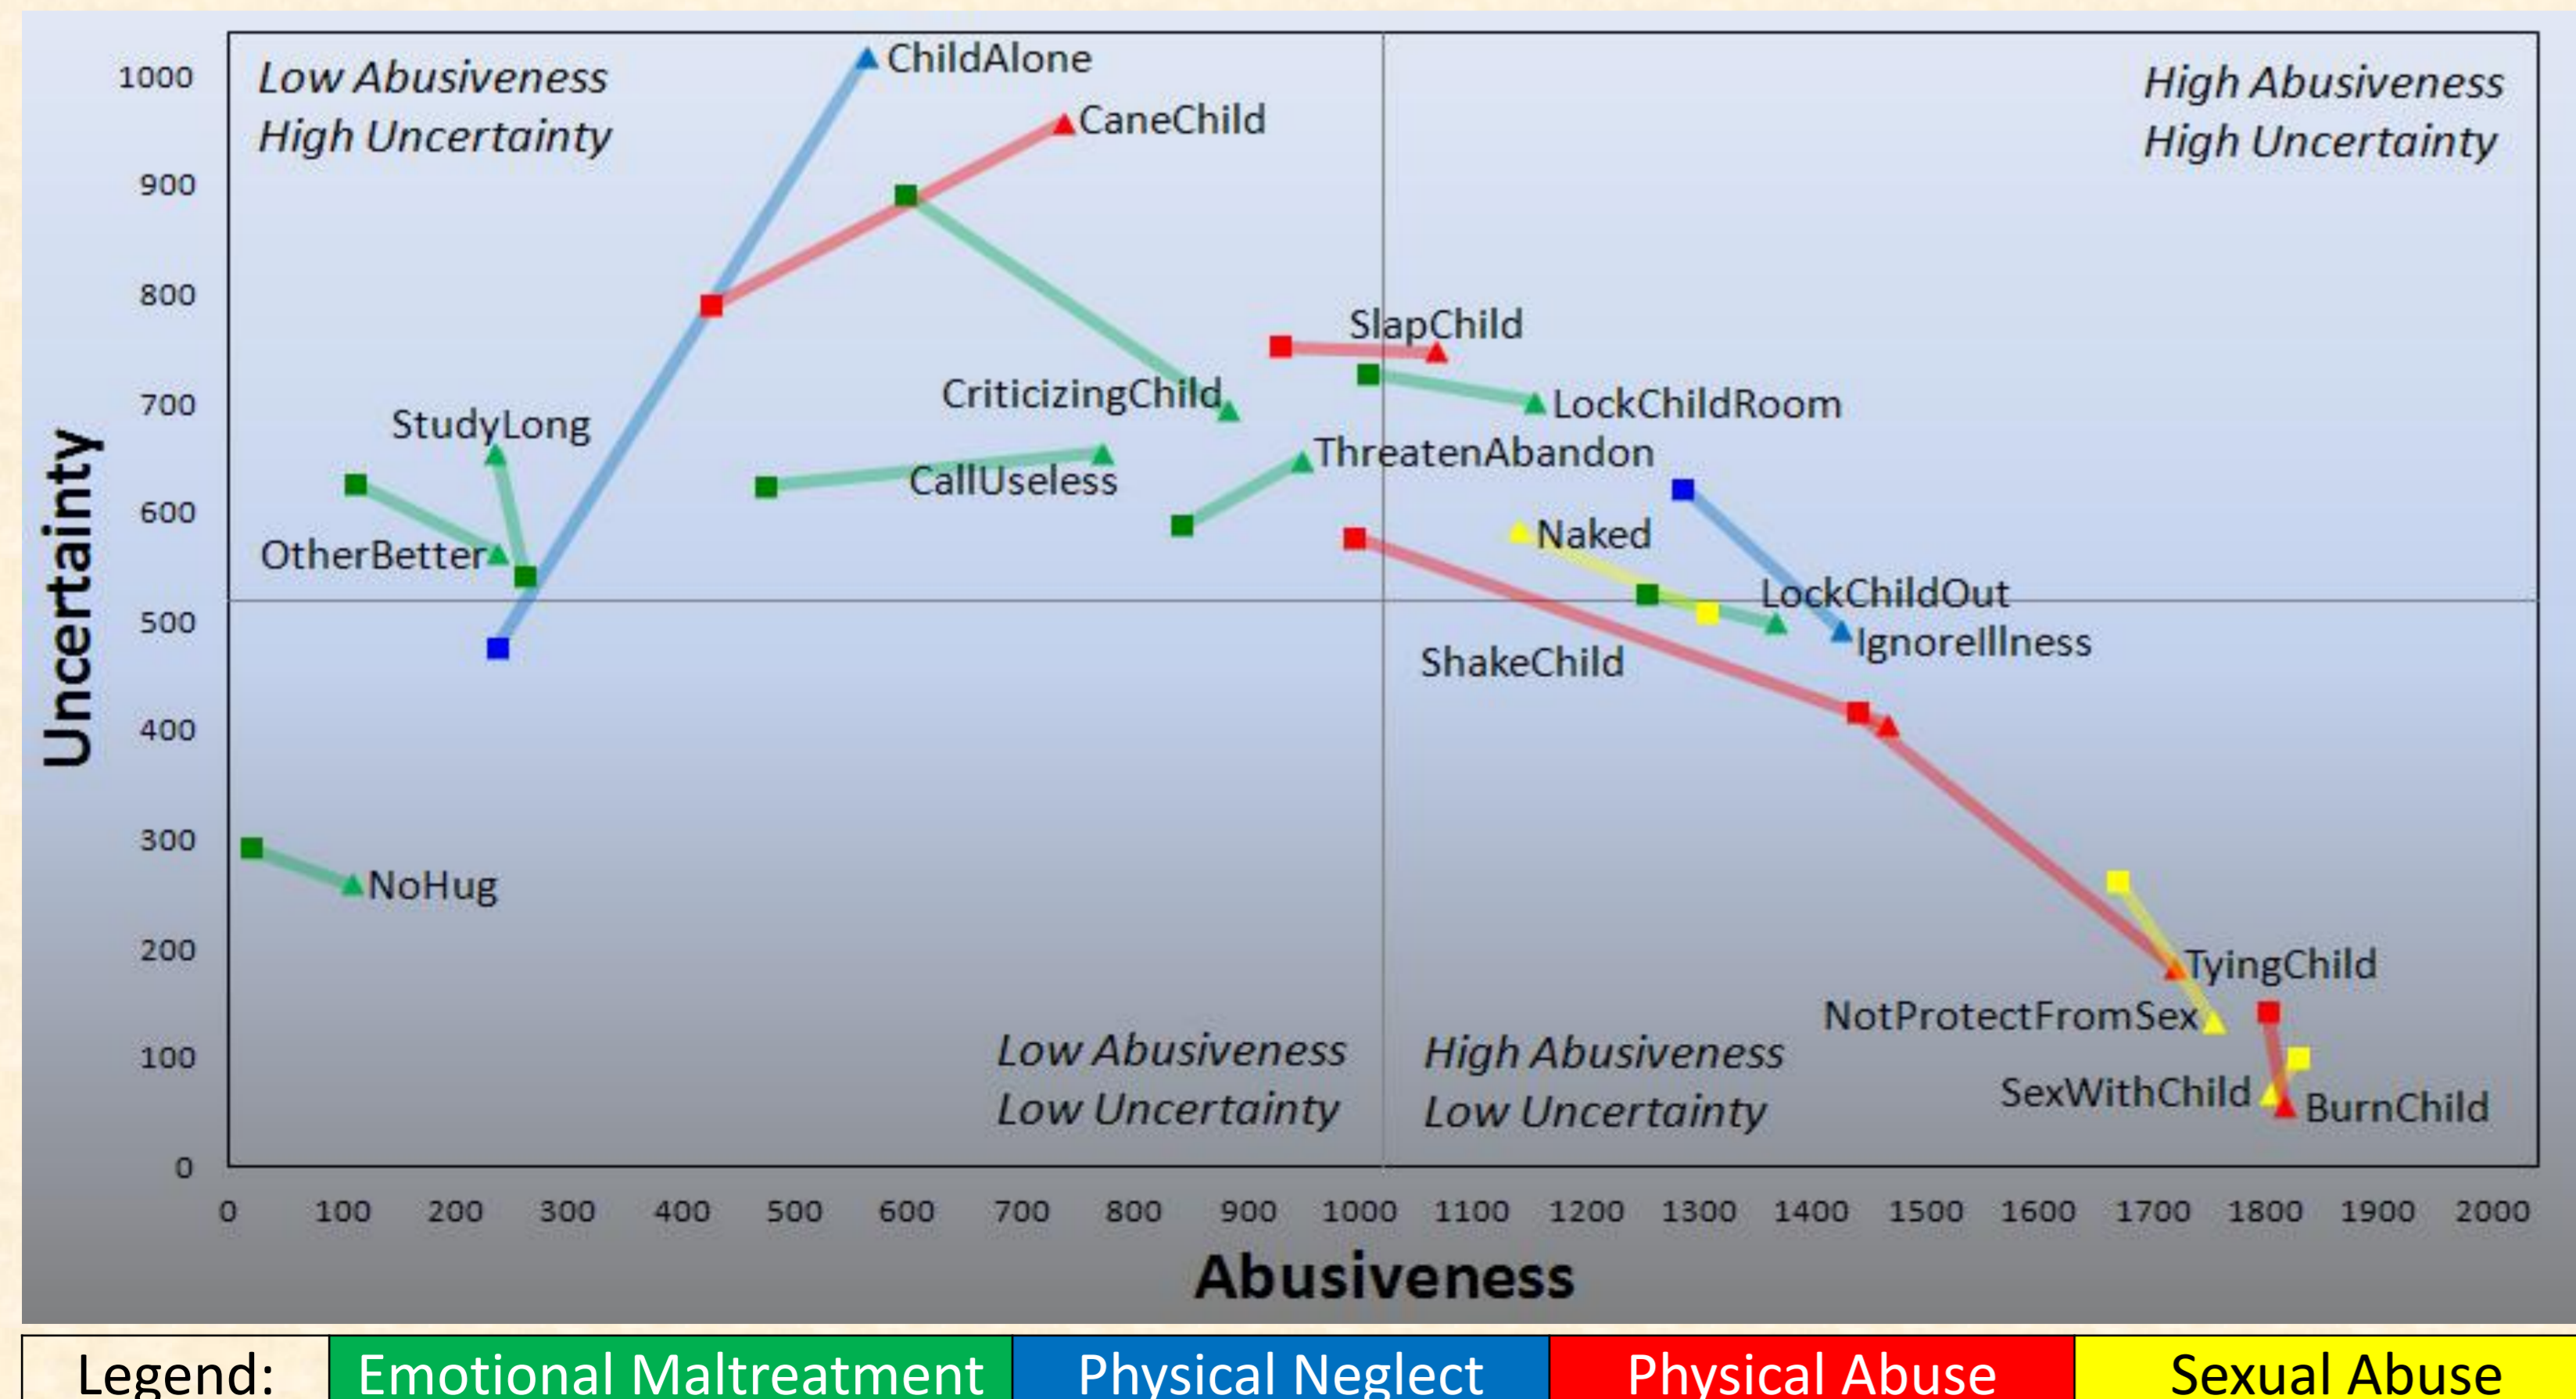 Low Abusiveness
High Uncertainty
High Abusiveness
High Uncertainty
ChildAlone
CaneChild
SlapChild
CriticizingChild
LockChildRoom
StudyLong
ThreatenAbandon
CallUseless
OtherBetter
Naked
LockChildOut
IgnoreIllness
ShakeChild
NoHug
TyingChild
NotProtectFromSex
SexWithChild
BurnChild
Low Abusiveness
Low Uncertainty
High Abusiveness
Low Uncertainty
Uncertainty
1000
900
800
700
600
500
400
300
200
100
0
0 100 200 300 400 500 600 700 800 900 1000 1100 1200 1300 1400 1500 1600 1700 1800 1900 2000
Abusiveness
Legend: Emotional Maltreatment Physical Neglect Physical Abuse Sexual Abuse